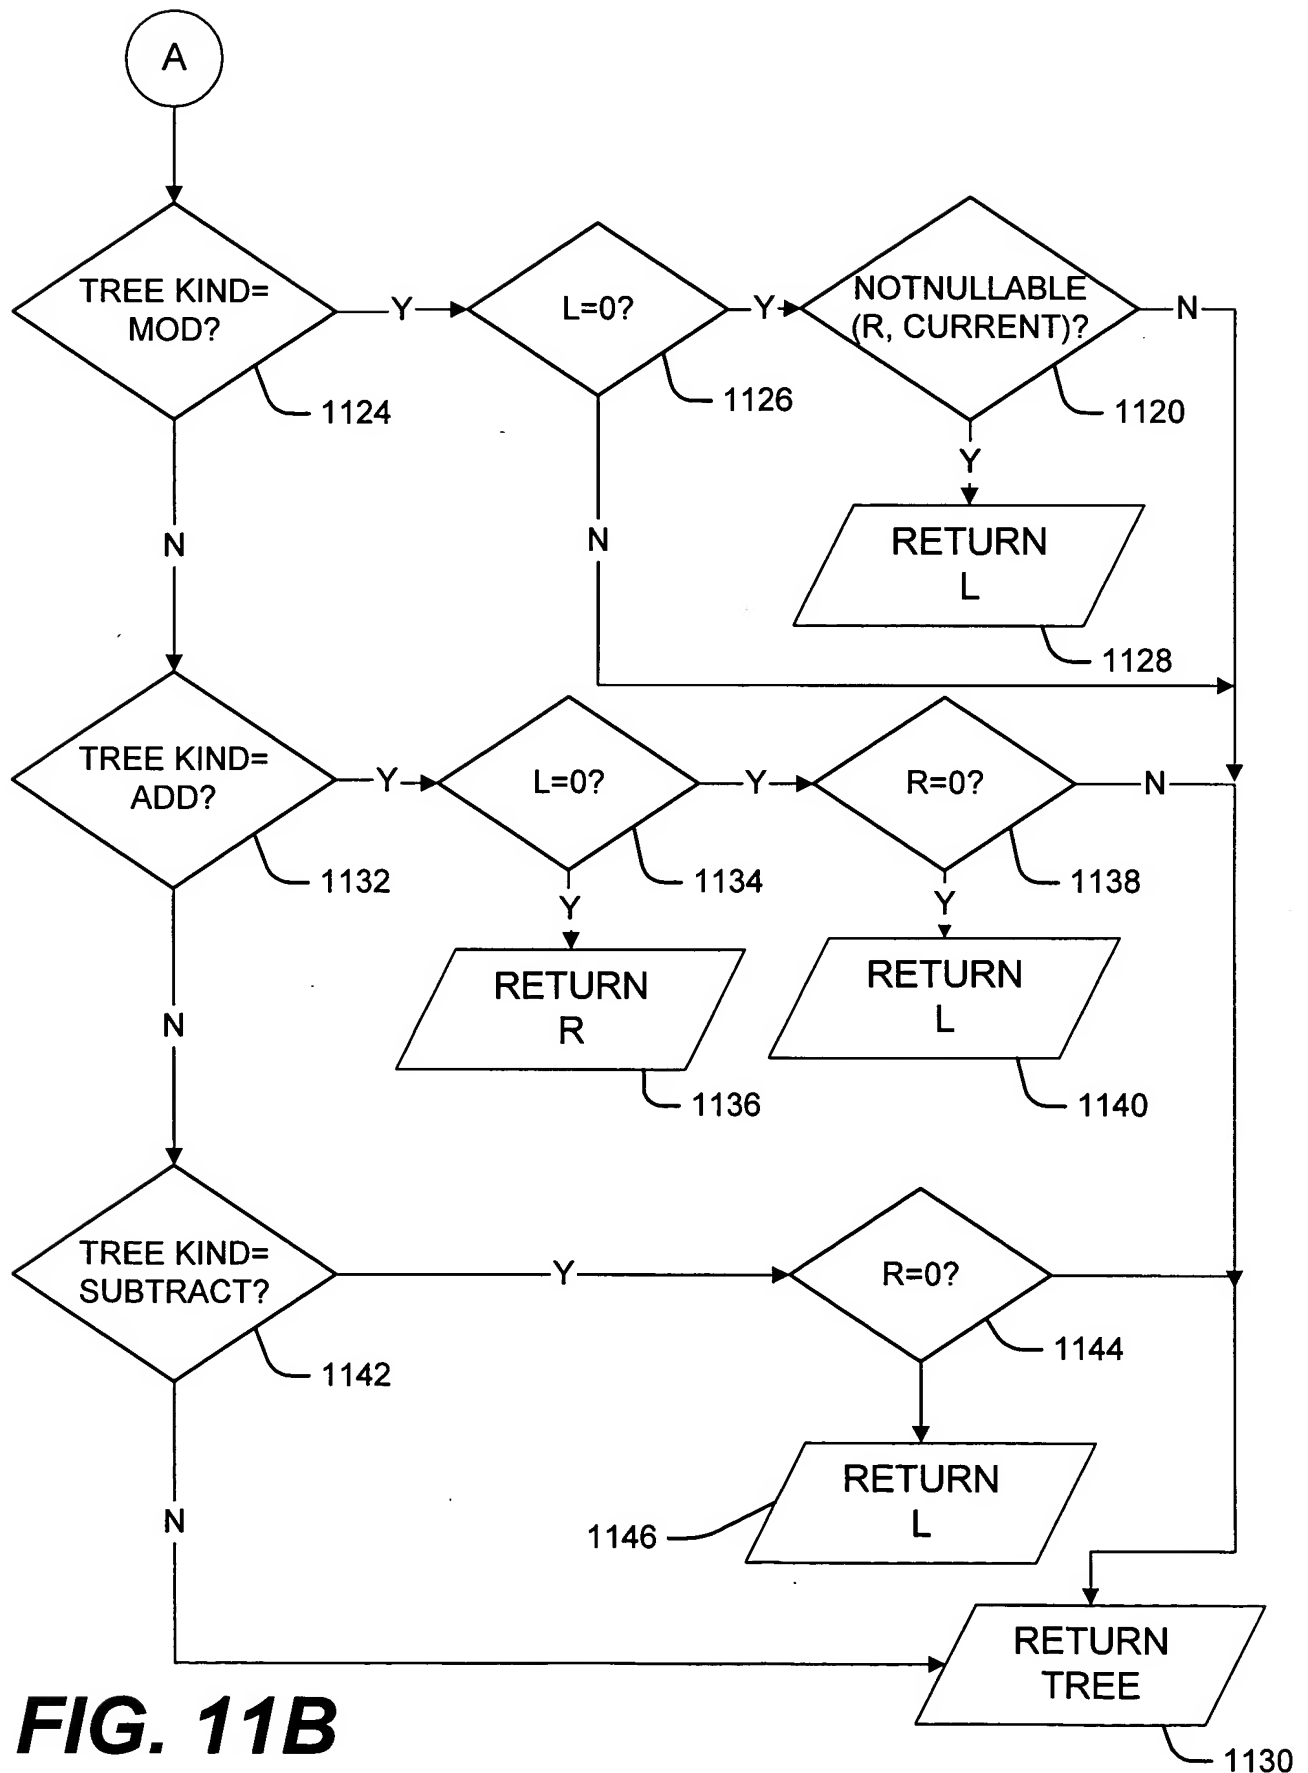 A
TREE KIND=
MOD?
Y
L=0?
Y
NOTNULLABLE
(R, CURRENT)?
N
1124
1126
1120
Y
RETURN
L
N
N
1128
TREE KIND=
ADD?
Y
L=0?
Y
R=0?
N
1132
1134
1138
Y
Y
RETURN
R
RETURN
L
N
1136
1140
TREE KIND=
SUBTRACT?
Y
R=0?
1142
1144
RETURN
L
N
1146
RETURN
TREE
FIG. 11B
1130